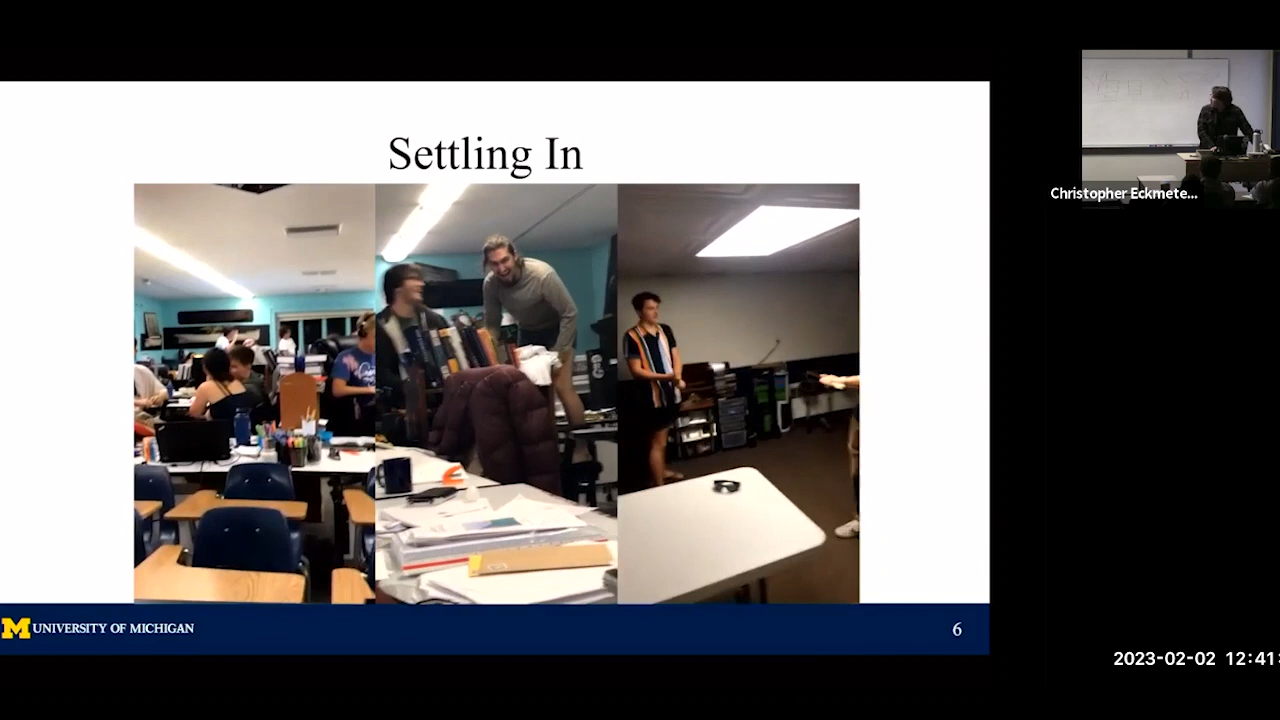 Settling In
Christopher Eckmete...
M UNIVERSITY OF MICHIGAN
6
2023-02-02 12:41: